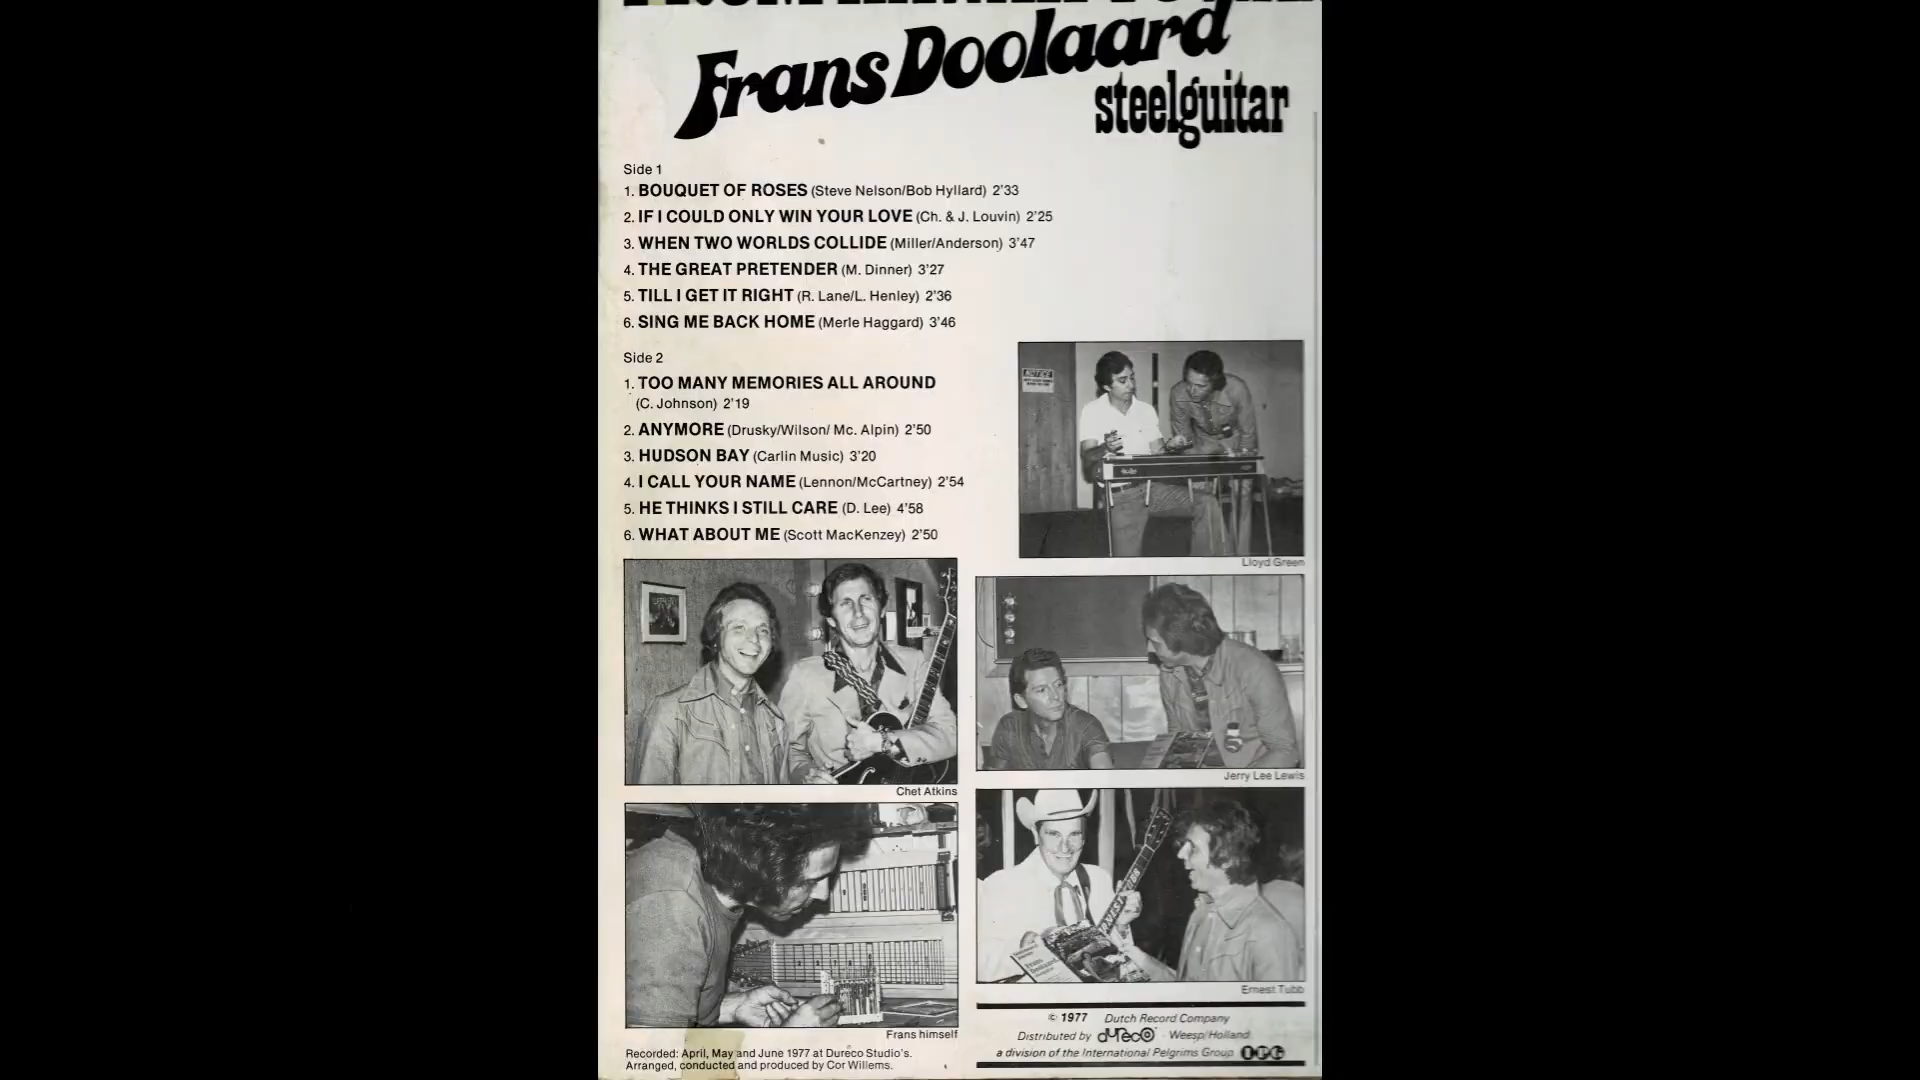 Frans Doolaard
steelguitar
Side 1
1. BOUQUET OF ROSES (Steve Nelson/Bob Hyllard) 2'33
2. IF I COULD ONLY WIN YOUR LOVE (Ch. & J. Louvin) 2'25
3. WHEN TWO WORLDS COLLIDE (Miller/Anderson) 3'47
4. THE GREAT PRETENDER (M. Dinner) 3'27
5. TILL I GET IT RIGHT (R. Lane/L. Henley) 2'36
6. SING ME BACK HOME (Merle Haggard) 3'46
Side 2
1. TOO MANY MEMORIES ALL AROUND
(C. Johnson) 2'19
2. ANYMORE (Drusky/Wilson/ Mc. Alpin) 2'50
3. HUDSON BAY (Carlin Music) 3'20
4. I CALL YOUR NAME (Lennon/McCartney) 2'54
5. HE THINKS I STILL CARE (D. Lee) 4'58
6. WHAT ABOUT ME (Scott MacKenzey) 2'50
NOTICE
Lloyd Green
Chet Atkins
Jerry Lee Lewis
Frans
Doolaard
Ernest Tubb
Frans himself
Recorded: April, May and June 1977 at Dureco Studio's.
Arranged, conducted and produced by Cor Willems.
© 1977 Dutch Record Company
Distributed by dureco Weesp/Holland
a division of the International Pelgrims Group IPG